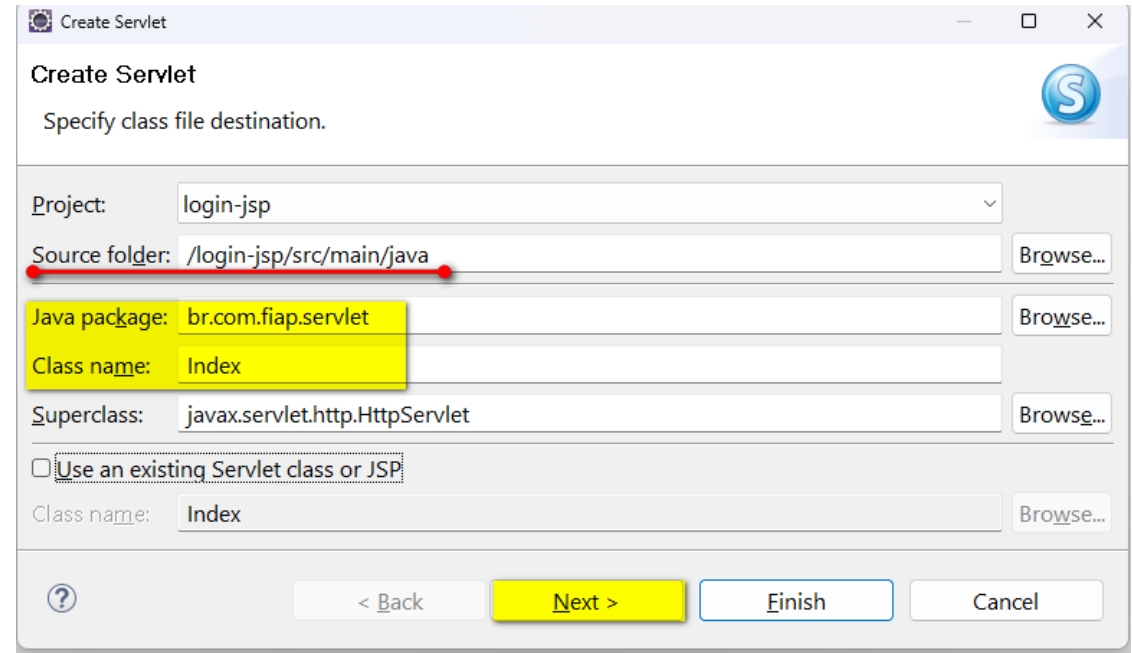 Create Servlet
Create Servlet
Specify class file destination.
Project: login-jsp
Source folder: /login-jsp/src/main/java Browse...
Java package: br.com.fiap.servlet Browse...
Class name: Index
Superclass: javax.servlet.http.HttpServlet Browse...
Use an existing Servlet class or JSP
Class name: Index Browse...
< Back Next > Finish Cancel